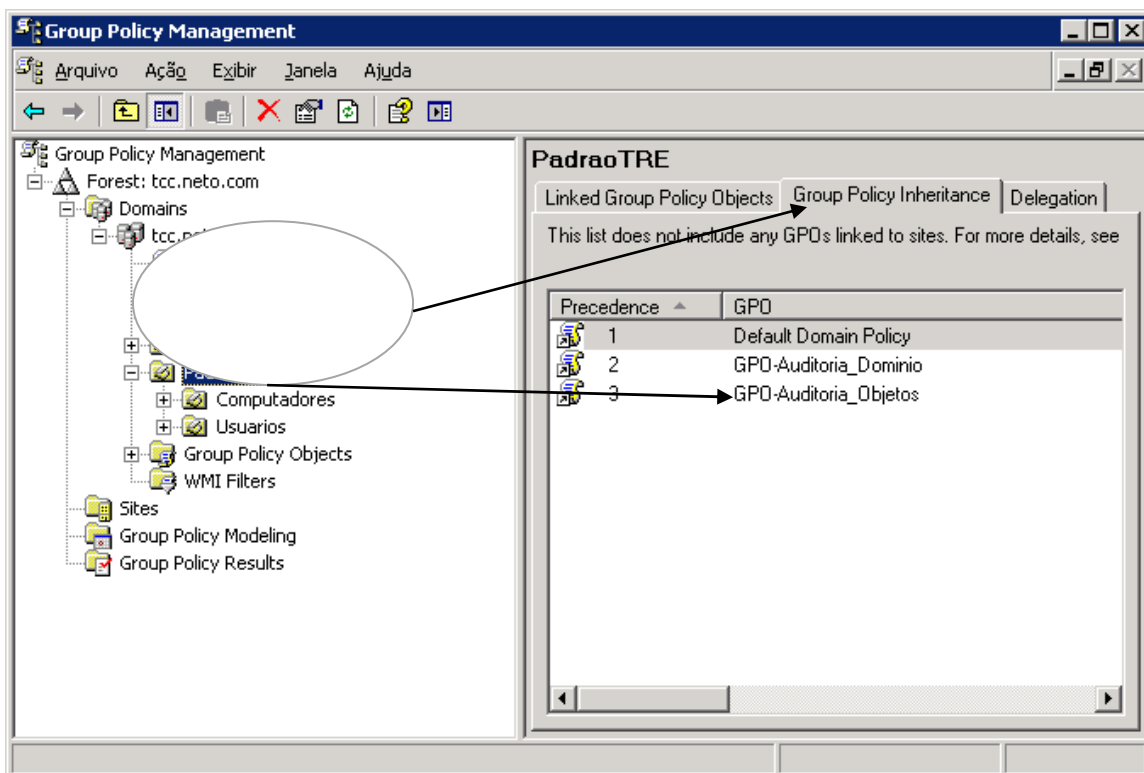 Group Policy Management
Arquivo Ação Exibir Janela Ajuda
Group Policy Management
Forest: tcc.neto.com
Domains
Computadores
Usuarios
Group Policy Objects
WMI Filters
Sites
Group Policy Modeling
Group Policy Results
PadraoTRE
Linked Group Policy Objects Group Policy Inheritance Delegation
This list does not include any GPOs linked to sites. For more details, see
Precedence GPO
1 Default Domain Policy
2 GPO-Auditoria_Dominio
3 GPO-Auditoria_Objetos